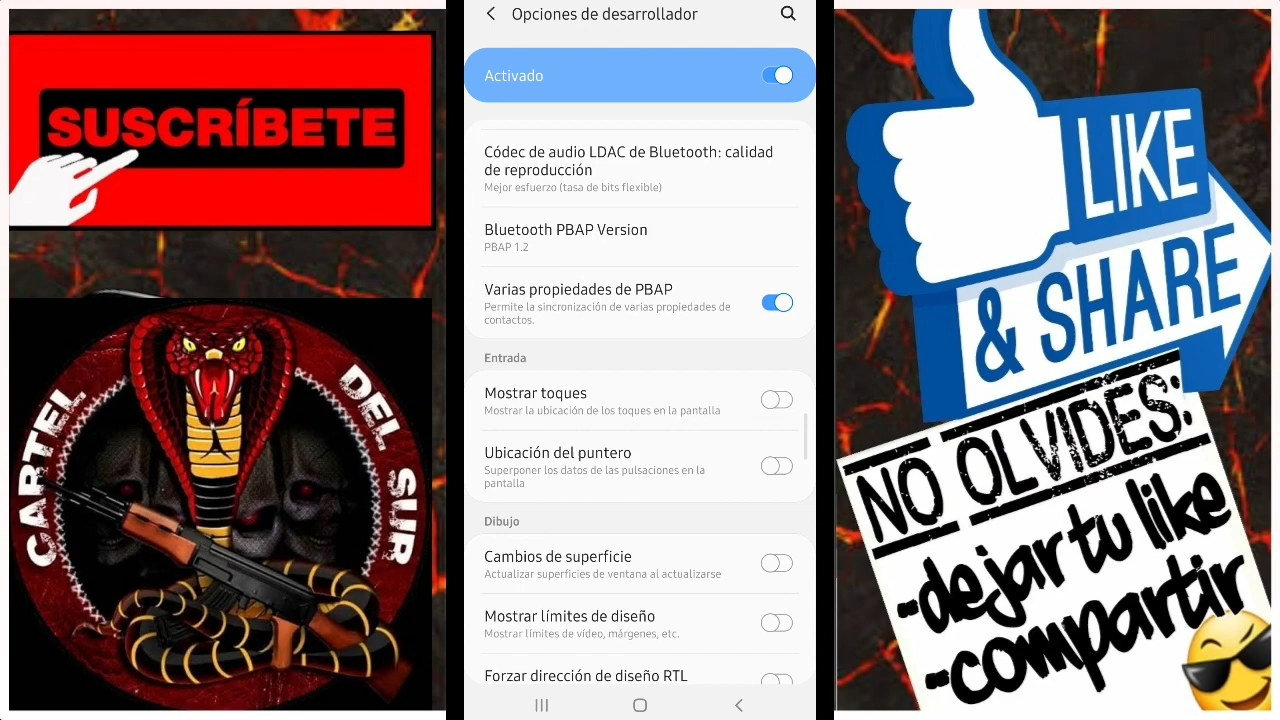 SUSCRÍBETE
CARTEL DEL SUR
Opciones de desarrollador
Activado
Códec de audio LDAC de Bluetooth: calidad
de reproducción
Mejor esfuerzo (tasa de bits flexible)
Bluetooth PBAP Version
PBAP 1.2
Varias propiedades de PBAP
Permite la sincronización de varias propiedades de
contactos.
Entrada
Mostrar toques
Mostrar la ubicación de los toques en la pantalla
Ubicación del puntero
Superponer los datos de las pulsaciones en la
pantalla
Dibujo
Cambios de superficie
Actualizar superficies de ventana al actualizarse
Mostrar límites de diseño
Mostrar límites de vídeo, márgenes, etc.
Forzar dirección de diseño RTL
LIKE
& SHARE
NO OLVIDES:
-dejar tu like
-compartir